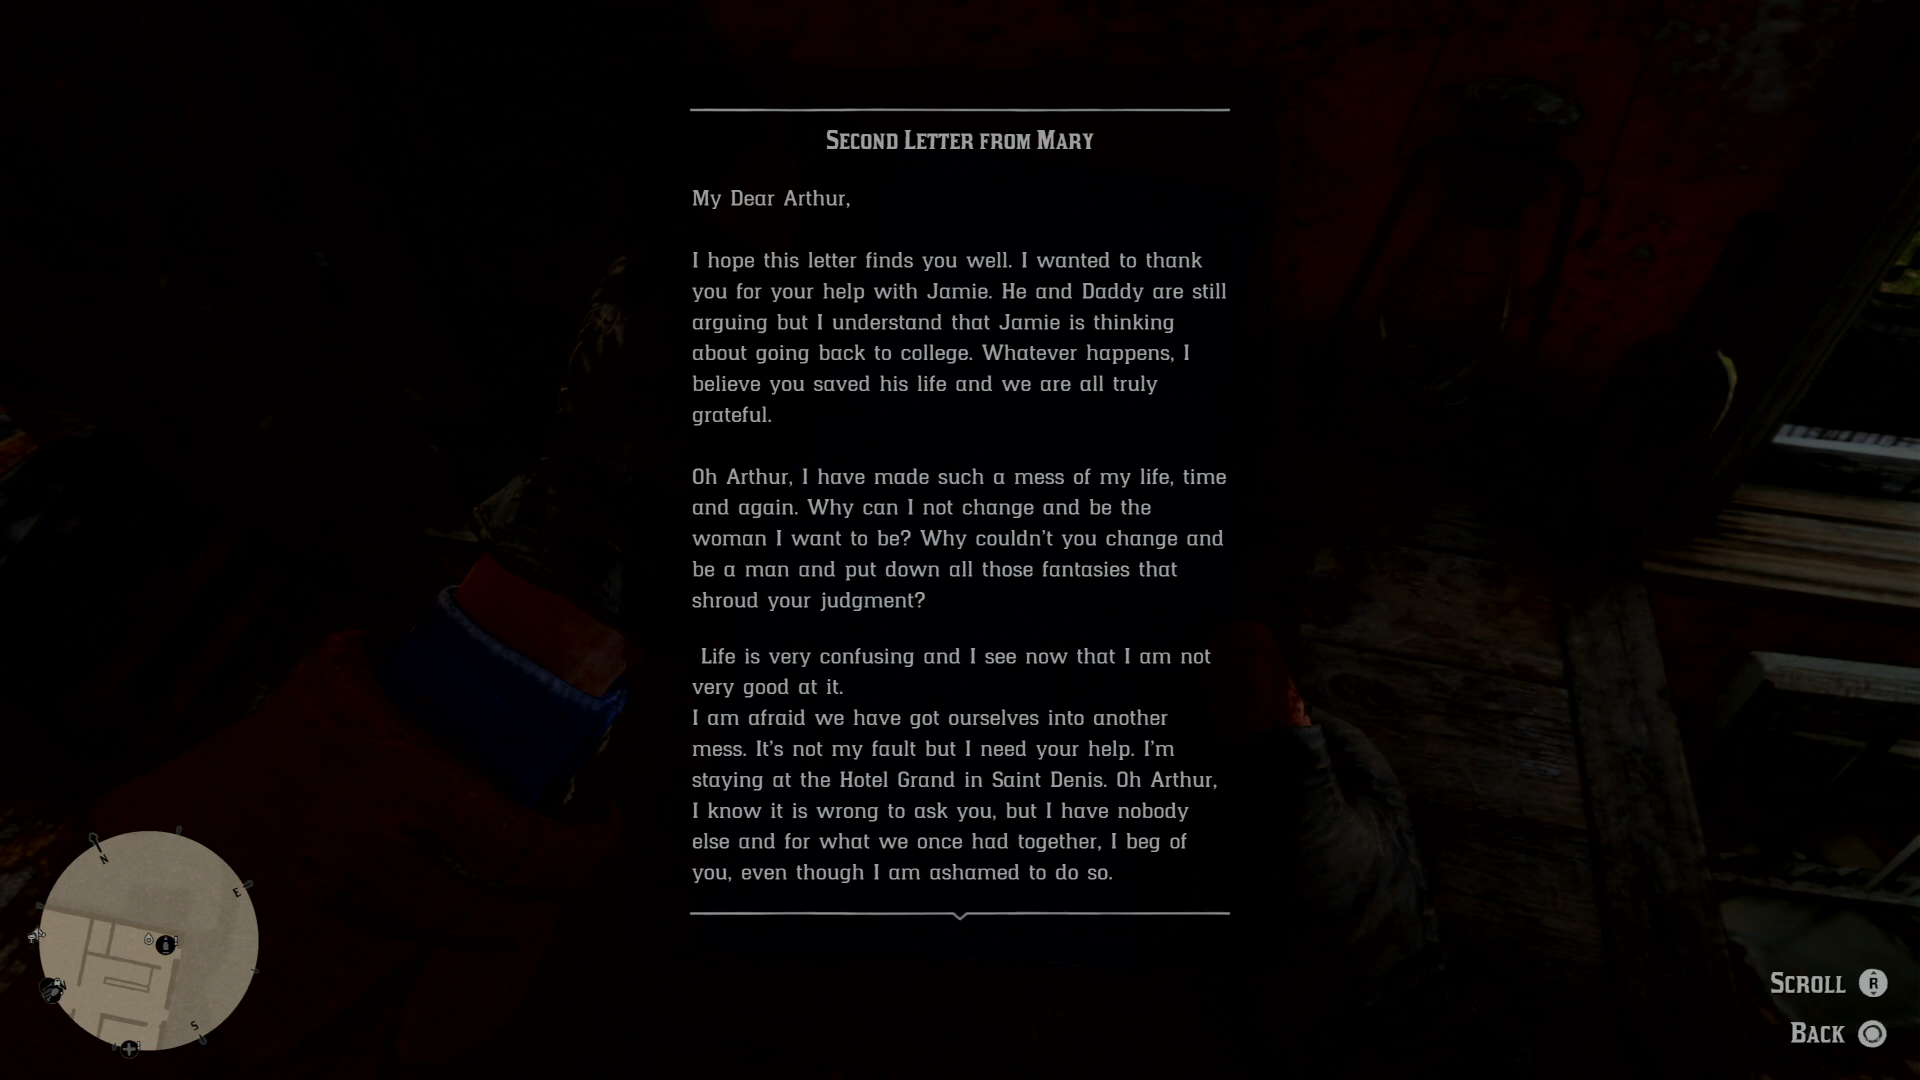 Second Letter from Mary
My Dear Arthur,
I hope this letter finds you well. I wanted to thank
you for your help with Jamie. He and Daddy are still
arguing but I understand that Jamie is thinking
about going back to college. Whatever happens, I
believe you saved his life and we are all truly
grateful.
Oh Arthur, I have made such a mess of my life, time
and again. Why can I not change and be the
woman I want to be? Why couldn't you change and
be a man and put down all those fantasies that
shroud your judgment?
Life is very confusing and I see now that I am not
very good at it.
I am afraid we have got ourselves into another
mess. It's not my fault but I need your help. I'm
staying at the Hotel Grand in Saint Denis. Oh Arthur,
I know it is wrong to ask you, but I have nobody
else and for what we once had together, I beg of
you, even though I am ashamed to do so.
N
E
S
Scroll R
Back